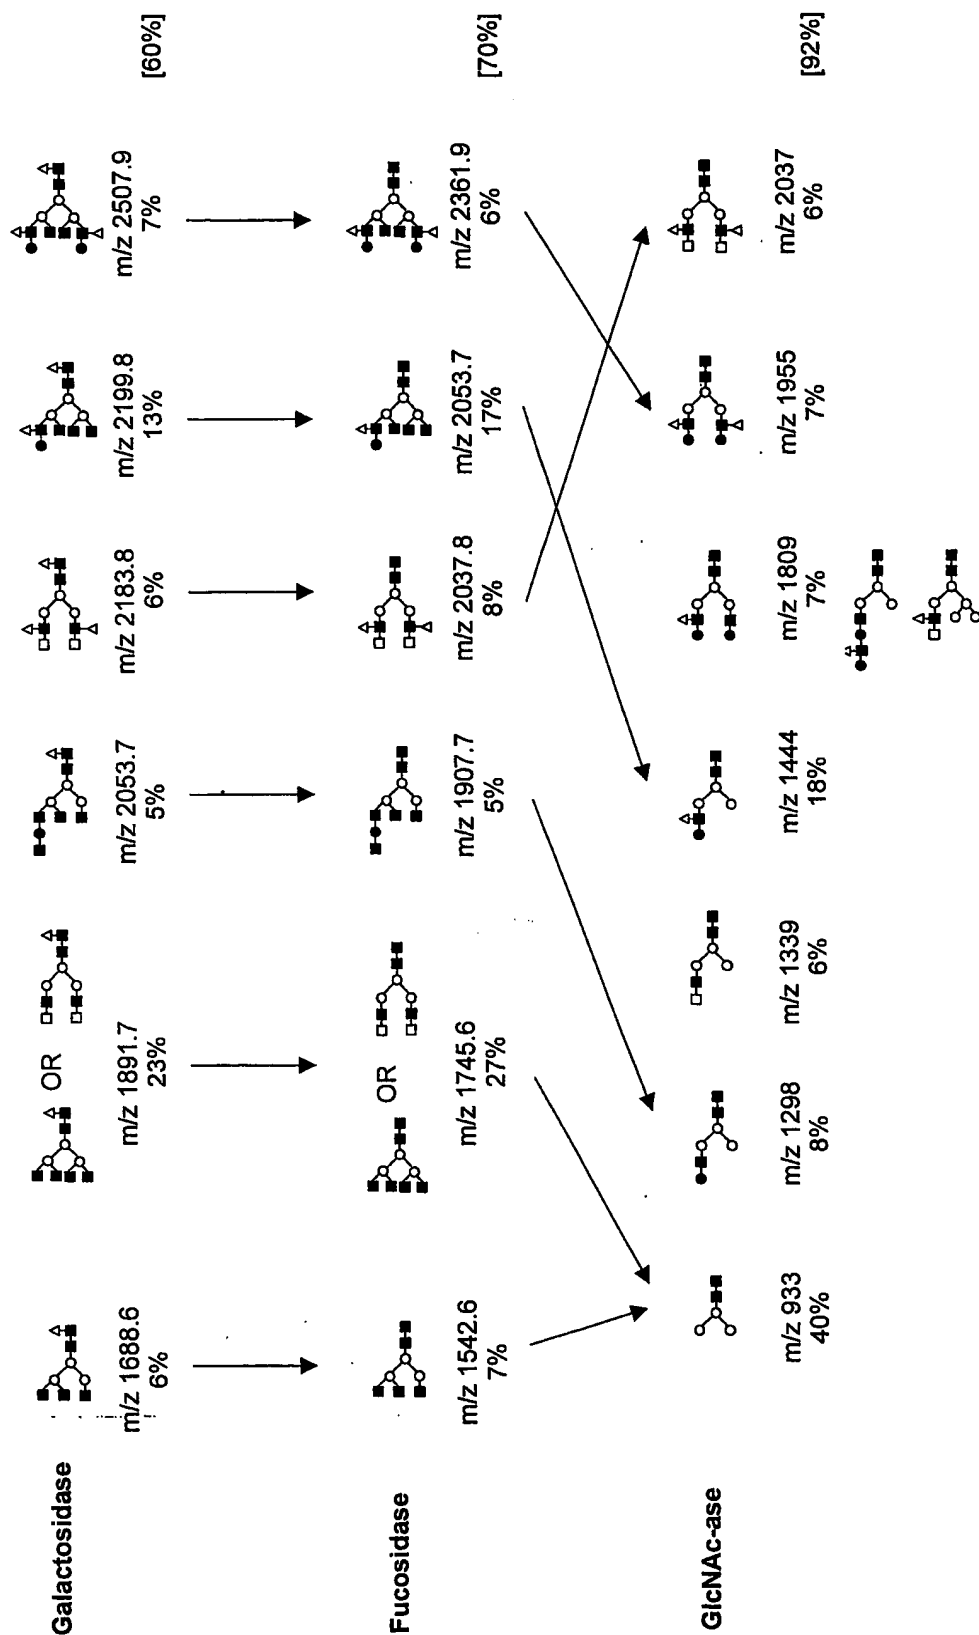 Galactosidase
m/z 1688.6
6%
OR
m/z 1891.7
23%
m/z 2053.7
5%
m/z 2183.8
6%
m/z 2199.8
13%
m/z 2507.9
7%
[60%]
Fucosidase
m/z 1542.6
7%
OR
m/z 1745.6
27%
m/z 1907.7
5%
m/z 2037.8
8%
m/z 2053.7
17%
m/z 2361.9
6%
[70%]
GlcNAc-ase
m/z 933
40%
m/z 1298
8%
m/z 1339
6%
m/z 1444
18%
m/z 1809
7%
m/z 1955
7%
m/z 2037
6%
[92%]